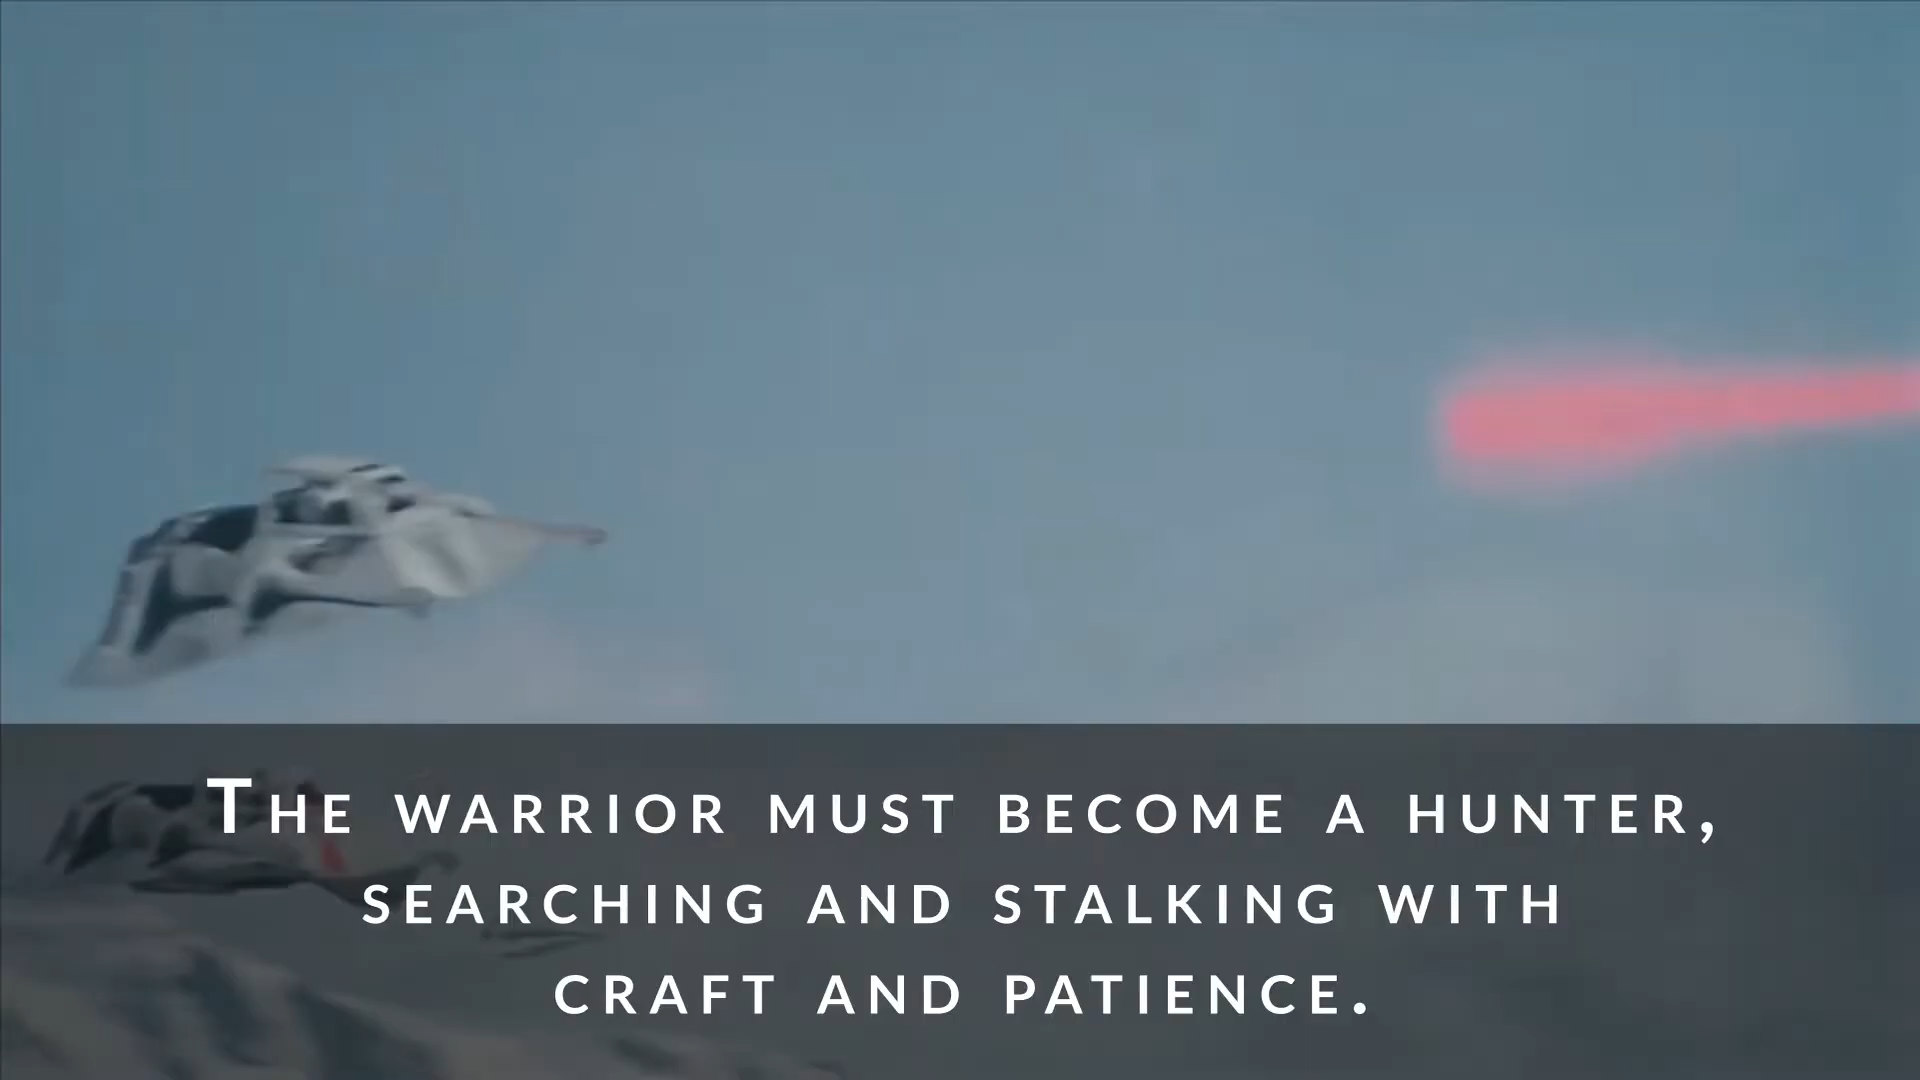 The warrior must become a hunter,
searching and stalking with
craft and patience.